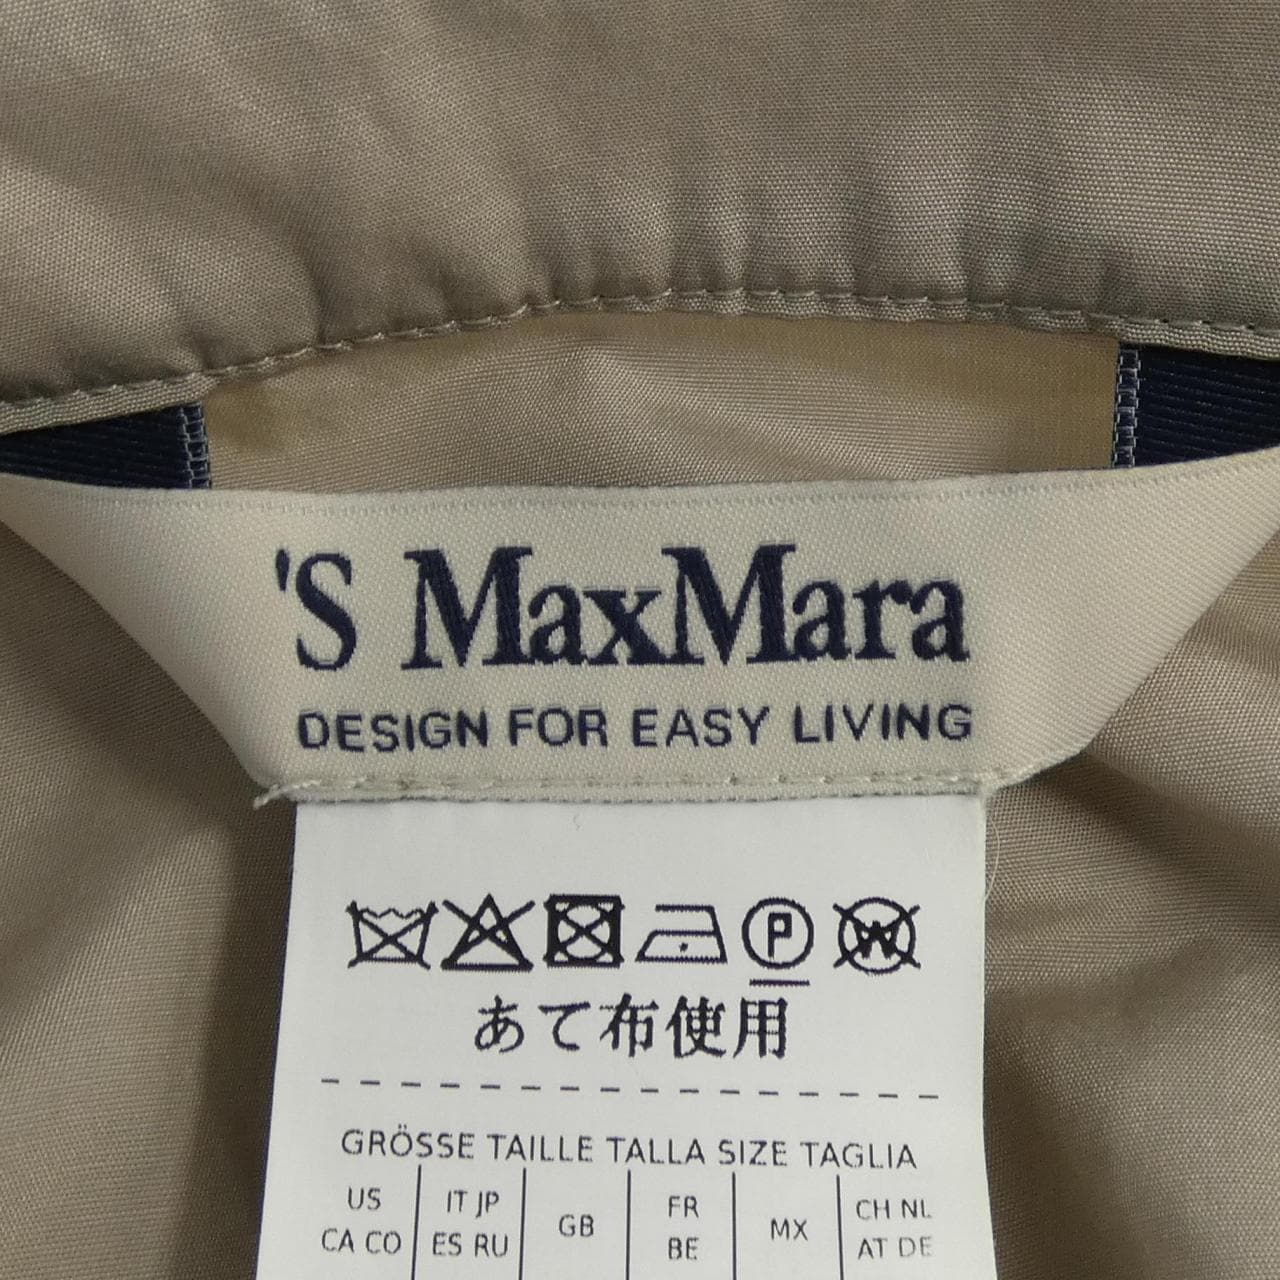 'S MaxMara
DESIGN FOR EASY LIVING
P W
あて布使用
GRÖSSE TAILLE TALLA SIZE TAGLIA
US CA CO
IT JP ES RU
GB
FR BE
MX
CH NL AT DE